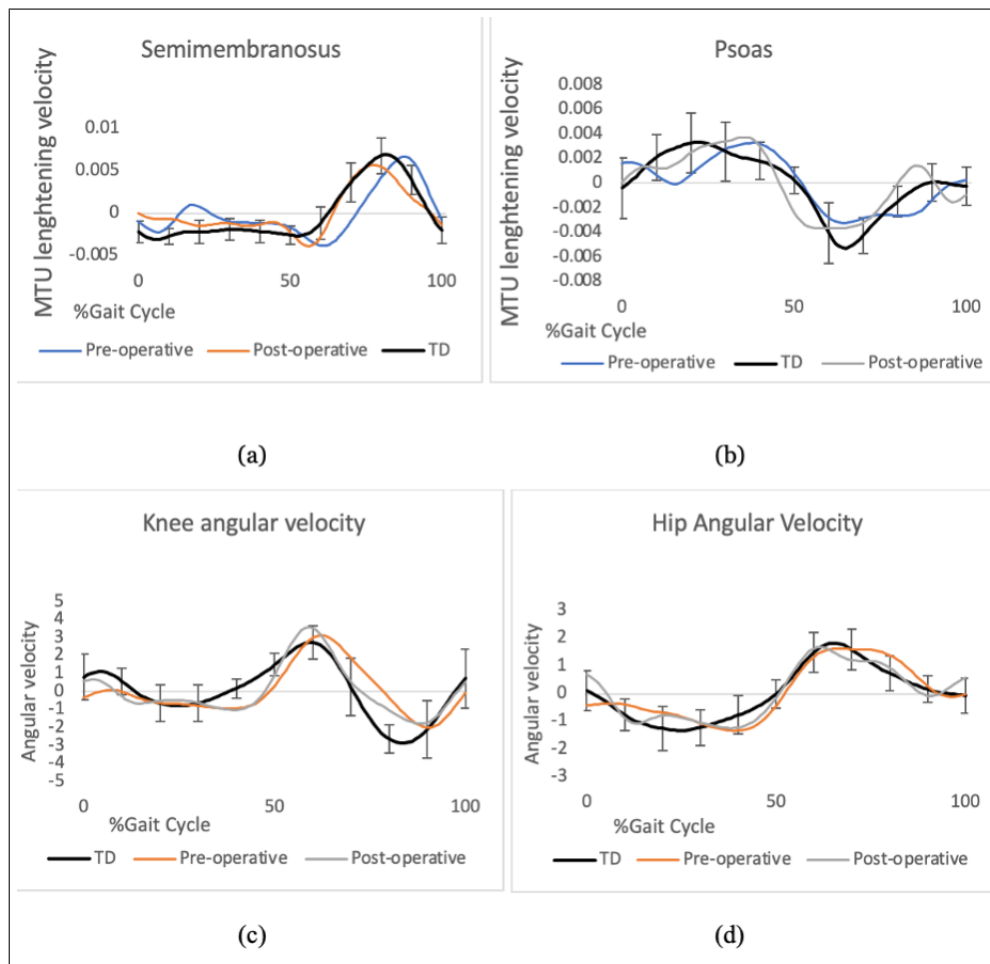 Semimembranosus
MTU lenghtening velocity
0.01
0.005
0
-0.005
0
50
100
%Gait Cycle
Pre-operative Post-operative TD
(a)
Psoas
MTU lengthening velocity
0.008
0.006
0.004
0.002
0
-0.002
-0.004
-0.006
-0.008
0
50
100
%Gait Cycle
Pre-operative TD Post-operative
(b)
Knee angular velocity
Angular velocity
5
4
3
2
1
0
-1
-2
-3
-4
-5
0
50
100
%Gait Cycle
TD Pre-operative Post-operative
(c)
Hip Angular Velocity
Angular velocity
3
2
1
0
-1
-2
-3
0
50
100
%Gait Cycle
TD Pre-operative Post-operative
(d)